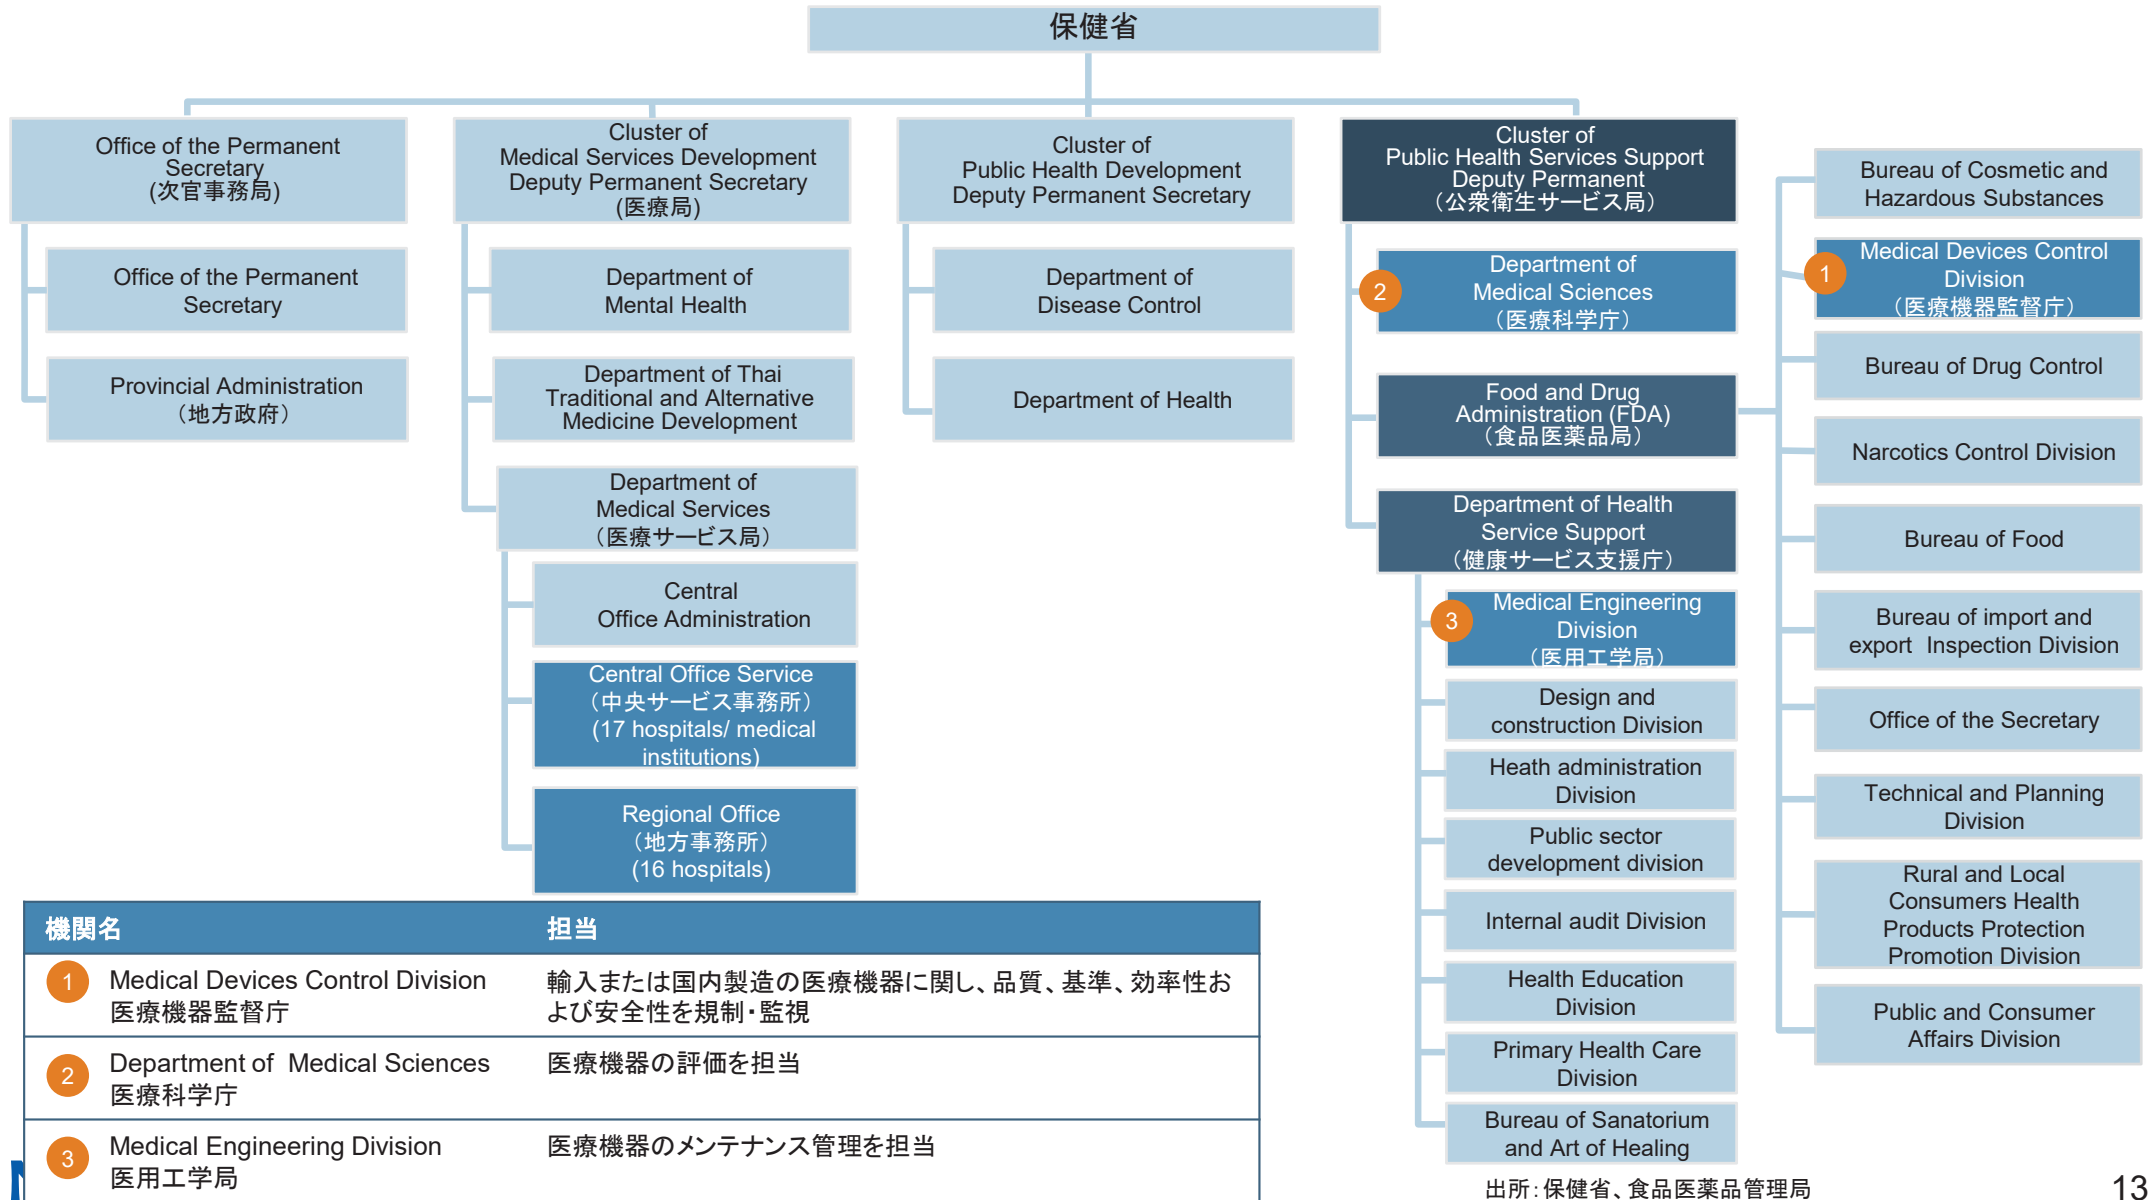 保健省
Office of the Permanent
Secretary
(次官事務局)
Office of the Permanent
Secretary
Provincial Administration
（地方政府）
Cluster of
Medical Services Development
Deputy Permanent Secretary
(医療局)
Department of
Mental Health
Department of Thai
Traditional and Alternative
Medicine Development
Department of
Medical Services
（医療サービス局）
Central
Office Administration
Central Office Service
（中央サービス事務所）
(17 hospitals/ medical
institutions)
Regional Office
（地方事務所）
(16 hospitals)
Cluster of
Public Health Development
Deputy Permanent Secretary
Department of
Disease Control
Department of Health
Cluster of
Public Health Services Support
Deputy Permanent
（公衆衛生サービス局）
2
Department of
Medical Sciences
（医療科学庁）
Food and Drug
Administration (FDA)
（食品医薬品局）
Department of Health
Service Support
（健康サービス支援庁）
3
Medical Engineering
Division
（医用工学局）
Design and
construction Division
Heath administration
Division
Public sector
development division
Internal audit Division
Health Education
Division
Primary Health Care
Division
Bureau of Sanatorium
and Art of Healing
Bureau of Cosmetic and
Hazardous Substances
1
Medical Devices Control
Division
（医療機器監督庁）
Bureau of Drug Control
Narcotics Control Division
Bureau of Food
Bureau of import and
export Inspection Division
Office of the Secretary
Technical and Planning
Division
Rural and Local
Consumers Health
Products Protection
Promotion Division
Public and Consumer
Affairs Division
機関名 担当
1 Medical Devices Control Division
医療機器監督庁
輸入または国内製造の医療機器に関し、品質、基準、効率性お
よび安全性を規制・監視
2 Department of Medical Sciences
医療科学庁
医療機器の評価を担当
3 Medical Engineering Division
医用工学局
医療機器のメンテナンス管理を担当
出所：保健省、食品医薬品管理局
13